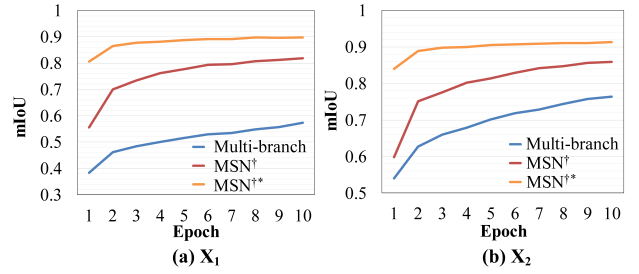 1
0.9
0.8
0.7
0.6
0.5
0.4
0.3
mIoU
Multi-branch
MSN†
MSN†*
1 2 3 4 5 6 7 8 9 10
Epoch
(a) X₁
1
0.9
0.8
0.7
0.6
0.5
mIoU
Multi-branch
MSN†
MSN†*
1 2 3 4 5 6 7 8 9 10
Epoch
(b) X₂